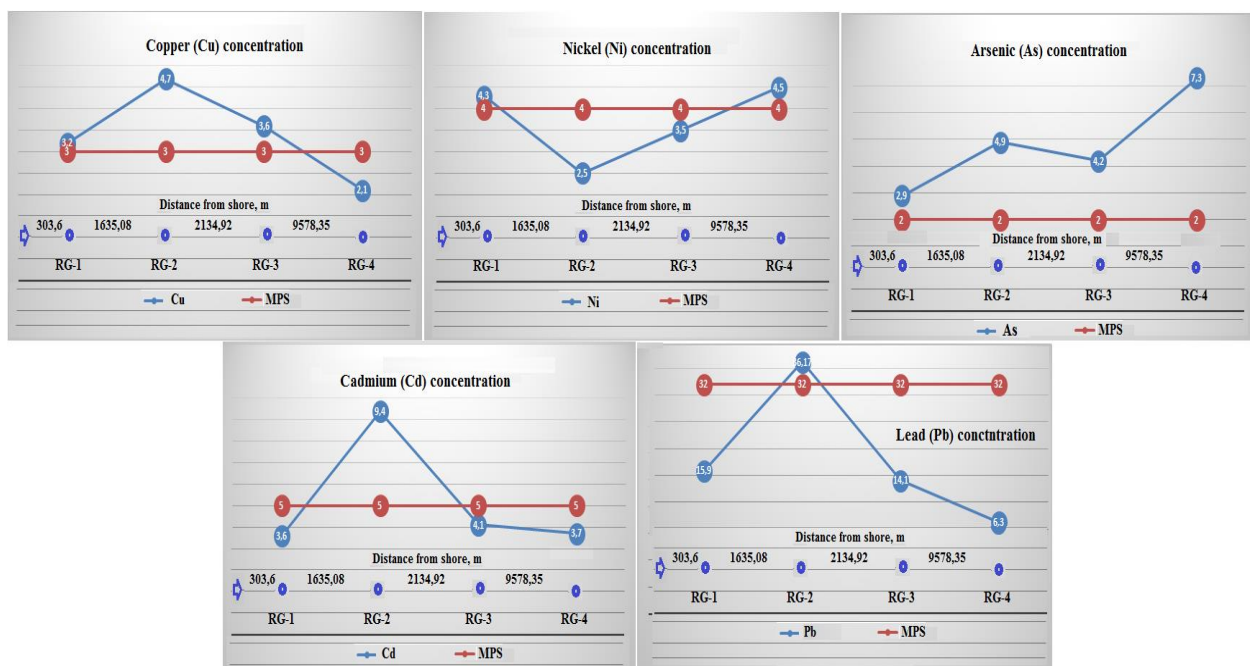 Copper (Cu) concentration
4,7
3,6
3,2
3 3 3 3
2,1
Distance from shore, m
303,6 1635,08 2134,92 9578,35
RG-1 RG-2 RG-3 RG-4
Cu MPS
Nickel (Ni) concentration
4,3 4,5
4 4 4 4
3,5
2,5
Distance from shore, m
303,6 1635,08 2134,92 9578,35
RG-1 RG-2 RG-3 RG-4
Ni MPS
Arsenic (As) concentration
7,3
4,9
4,2
2,9
2 2 2 2
Distance from shore, m
303,6 1635,08 2134,92 9578,35
RG-1 RG-2 RG-3 RG-4
As MPS
Cadmium (Cd) concentration
9,4
5 5 5 5
3,6 4,1 3,7
Distance from shore, m
303,6 1635,08 2134,92 9578,35
RG-1 RG-2 RG-3 RG-4
Cd MPS
32 32 32 32
Lead (Pb) conctntration
15,9 14,1
6,3
Distance from shore, m
303,6 1635,08 2134,92 9578,35
RG-1 RG-2 RG-3 RG-4
Pb MPS